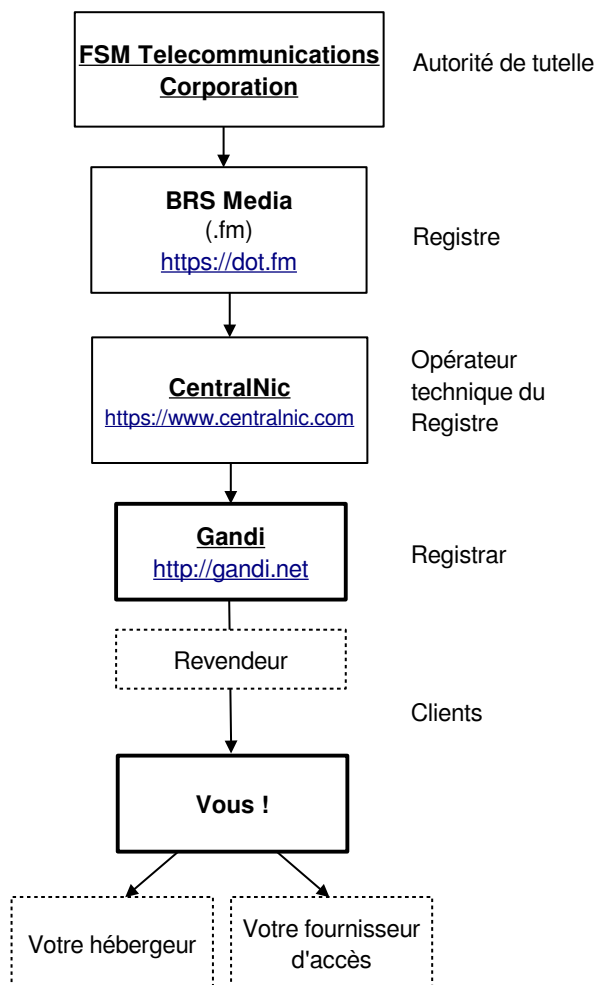 FSM Telecommunications
Corporation
Autorité de tutelle
BRS Media
(.fm)
https://dot.fm
Registre
CentralNic
https://www.centralnic.com
Opérateur
technique du
Registre
Gandi
http://gandi.net
Registrar
Revendeur
Clients
Vous !
Votre hébergeur
Votre fournisseur
d'accès